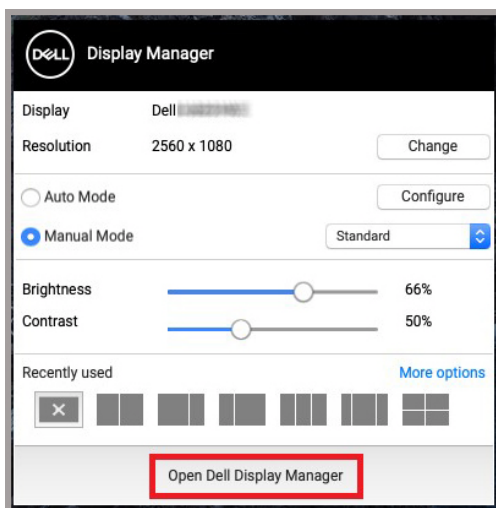 DELL Display Manager
Display Dell
Resolution 2560 x 1080 Change
Auto Mode Configure
Manual Mode Standard
Brightness 66%
Contrast 50%
Recently used More options
Open Dell Display Manager